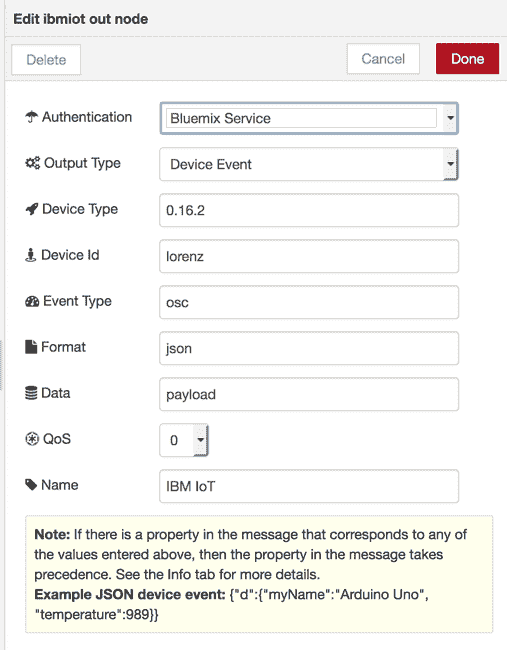 Edit ibmiot out node
Delete Cancel Done
Authentication Bluemix Service
Output Type Device Event
Device Type 0.16.2
Device Id lorenz
Event Type osc
Format json
Data payload
QoS 0
Name IBM IoT
Note: If there is a property in the message that corresponds to any of
the values entered above, then the property in the message takes
precedence. See the Info tab for more details.
Example JSON device event: {"d":{"myName":"Arduino Uno",
"temperature":989}}